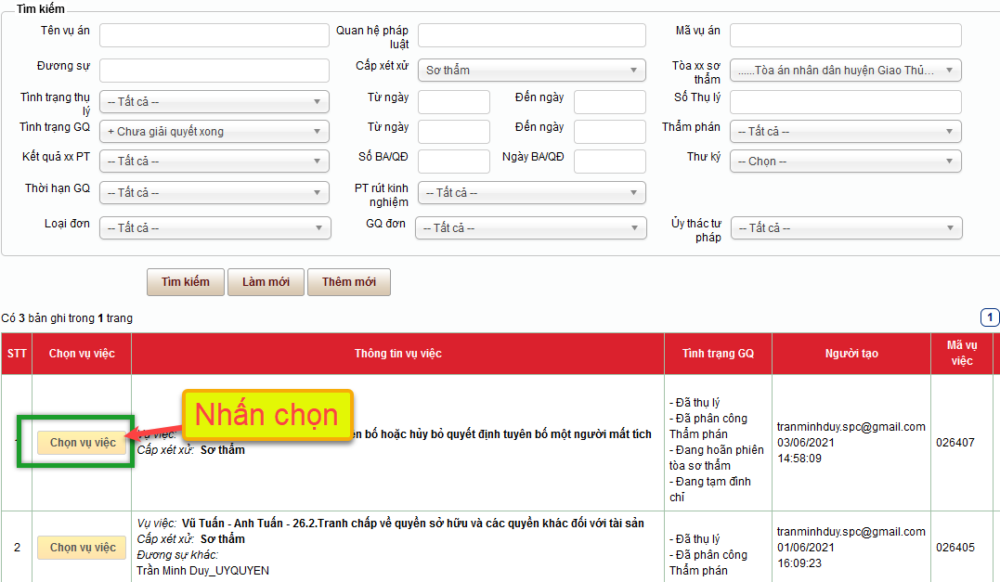 Tìm kiếm
Tên vụ án
Quan hệ pháp luật
Mã vụ án
Đương sự
Cấp xét xử
Sơ thẩm
Tòa xx sơ thẩm
......Tòa án nhân dân huyện Giao Thủ...
Tình trạng thụ lý
-- Tất cả --
Từ ngày
Đến ngày
Số Thụ lý
Tình trạng GQ
+ Chưa giải quyết xong
Từ ngày
Đến ngày
Thẩm phán
-- Tất cả --
Kết quả xx PT
-- Tất cả --
Số BA/QĐ
Ngày BA/QĐ
Thư ký
-- Chọn --
Thời hạn GQ
-- Tất cả --
PT rút kinh nghiệm
-- Tất cả --
Loại đơn
-- Tất cả --
GQ đơn
-- Tất cả --
Ủy thác tư pháp
-- Tất cả --
Tìm kiếm
Làm mới
Thêm mới
Có 3 bản ghi trong 1 trang
1
STT
Chọn vụ việc
Thông tin vụ việc
Tình trạng GQ
Người tạo
Mã vụ việc
Nhấn chọn
Chọn vụ việc
Vụ việc: bố hoặc hủy bỏ quyết định tuyên bố một người mất tích
Cấp xét xử: Sơ thẩm
- Đã thụ lý
- Đã phân công
Thẩm phán
- Đang hoãn phiên
tòa sơ thẩm
- Đang tạm đình
chỉ
tranminhduy.spc@gmail.com
03/06/2021
14:58:09
026407
2
Chọn vụ việc
Vụ việc: Vũ Tuấn - Anh Tuấn - 26.2.Tranh chấp về quyền sở hữu và các quyền khác đối với tài sản
Cấp xét xử: Sơ thẩm
Đương sự khác:
Trần Minh Duy_UYQUYEN
- Đã thụ lý
- Đã phân công
Thẩm phán
tranminhduy.spc@gmail.com
01/06/2021
16:09:23
026405